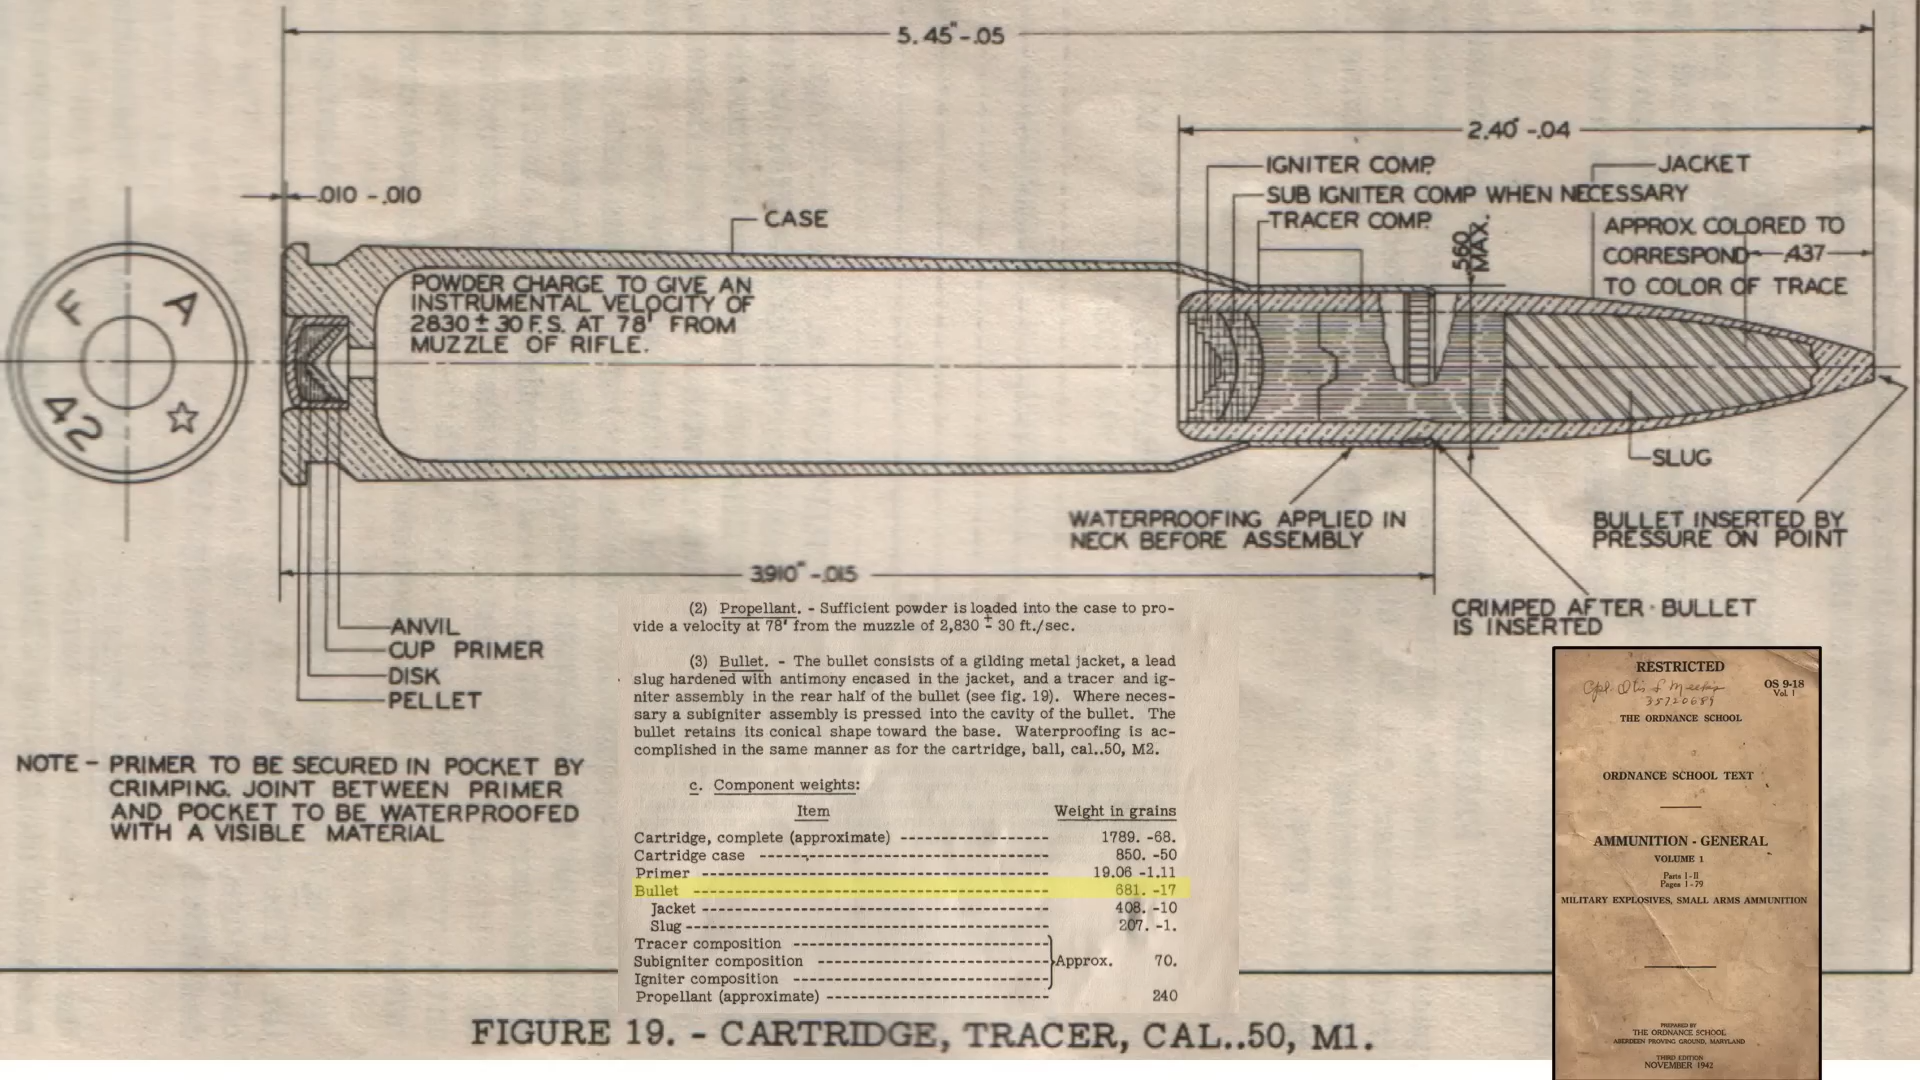 5.45"-.05
2.40"-.04
IGNITER COMP.
JACKET
SUB IGNITER COMP WHEN NECESSARY
TRACER COMP.
.010 -.010
CASE
.560 MAX.
APPROX. COLORED TO
CORRESPOND
.437
TO COLOR OF TRACE
F A
42 ☆
POWDER CHARGE TO GIVE AN
INSTRUMENTAL VELOCITY OF
2830 ± 30 F.S. AT 78' FROM
MUZZLE OF RIFLE.
SLUG
WATERPROOFING APPLIED IN
NECK BEFORE ASSEMBLY
BULLET INSERTED BY
PRESSURE ON POINT
3.910"-.015
CRIMPED AFTER BULLET
IS INSERTED
ANVIL
CUP PRIMER
DISK
PELLET
NOTE - PRIMER TO BE SECURED IN POCKET BY
CRIMPING. JOINT BETWEEN PRIMER
AND POCKET TO BE WATERPROOFED
WITH A VISIBLE MATERIAL
(2) Propellant. - Sufficient powder is loaded into the case to pro-
vide a velocity at 78' from the muzzle of 2,830 ± 30 ft./sec.
(3) Bullet. - The bullet consists of a gilding metal jacket, a lead
slug hardened with antimony encased in the jacket, and a tracer and ig-
niter assembly in the rear half of the bullet (see fig. 19). Where neces-
sary a subigniter assembly is pressed into the cavity of the bullet. The
bullet retains its conical shape toward the base. Waterproofing is ac-
complished in the same manner as for the cartridge, ball, cal..50, M2.
c. Component weights:
Item Weight in grains
Cartridge, complete (approximate) ---------------- 1789. -68.
Cartridge case ---------------- 850. -50
Primer ---------------- 19.06 -1.11
Bullet ---------------- 681. -17
Jacket ---------------- 408. -10
Slug ---------------- 207. -1.
Tracer composition ----------------
Subigniter composition ---------------- Approx. 70.
Igniter composition ----------------
Propellant (approximate) ---------------- 240
FIGURE 19. - CARTRIDGE, TRACER, CAL..50, M1.
RESTRICTED
OS 9-18
Vol. I
Cpl. Otis
35720689
THE ORDNANCE SCHOOL
ORDNANCE SCHOOL TEXT
AMMUNITION - GENERAL
VOLUME 1
Parts I-II
Pages 1-79
MILITARY EXPLOSIVES, SMALL ARMS AMMUNITION
PREPARED BY
THE ORDNANCE SCHOOL
ABERDEEN PROVING GROUND, MARYLAND
THIRD EDITION
NOVEMBER 1942